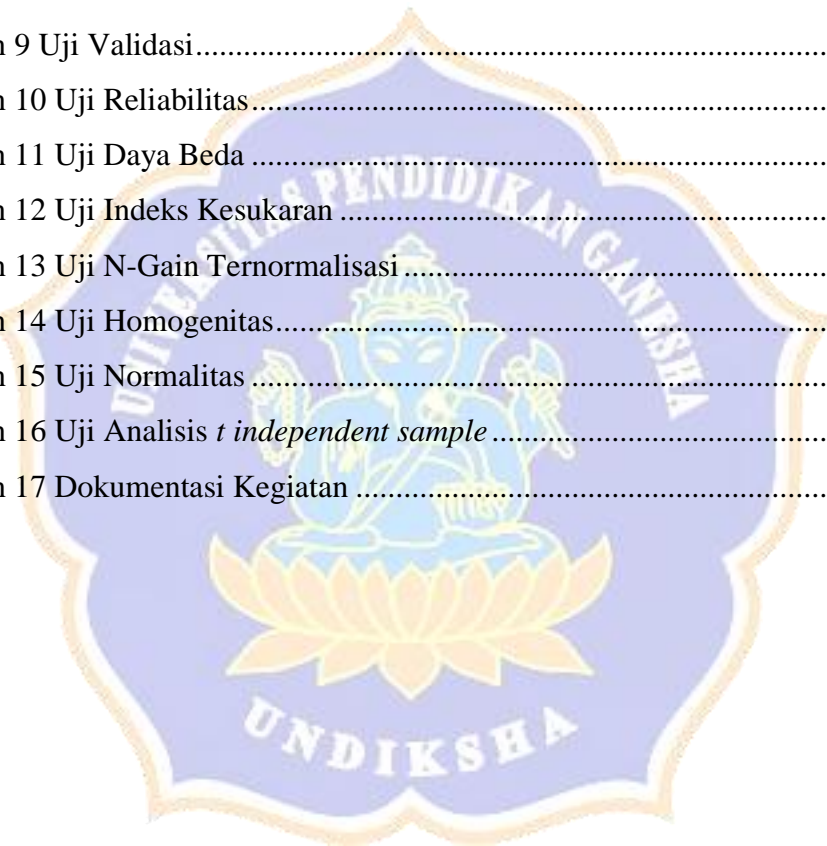 n 9 Uji Validasi............................................................................
n 10 Uji Reliabilitas.....................................................................
n 11 Uji Daya Beda .....................................................................
n 12 Uji Indeks Kesukaran ..........................................................
n 13 Uji N-Gain Ternormalisasi..................................................
n 14 Uji Homogenitas..................................................................
n 15 Uji Normalitas .....................................................................
n 16 Uji Analisis t independent sample.......................................
n 17 Dokumentasi Kegiatan ........................................................
UNIVERSITAS PENDIDIKAN GANESHA
UNDIKSHA